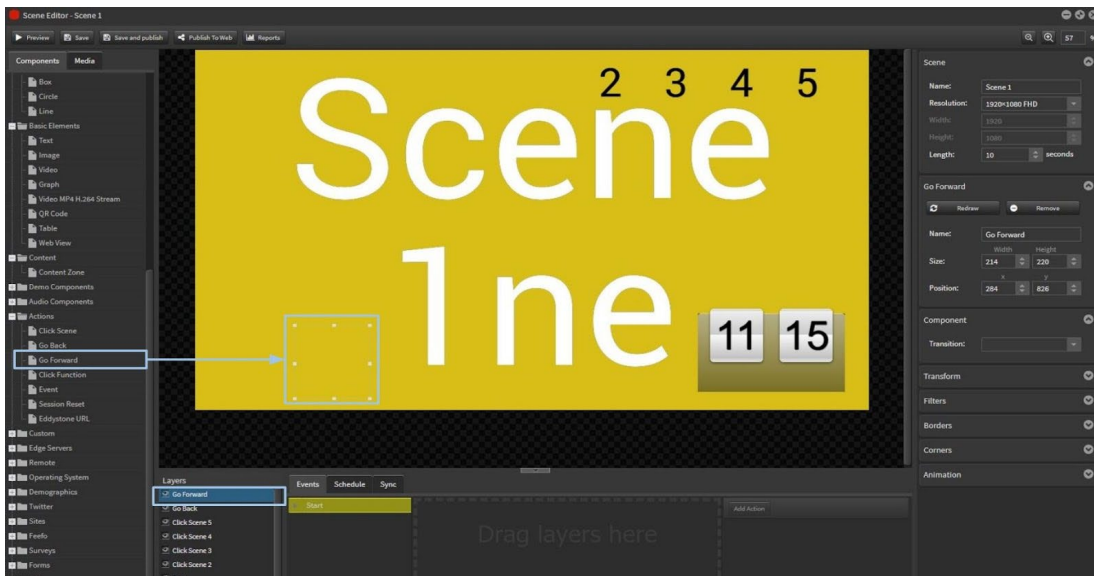 Scene Editor - Scene 1
Preview Save Save and publish Publish To Web Reports 57 %
Components Media
Box
Circle
Line
Basic Elements
Text
Image
Video
Graph
Video MP4 H.264 Stream
QR Code
Table
Web View
Content
Content Zone
Demo Components
Audio Components
Actions
Click Scene
Go Back
Go Forward
Click Function
Event
Session Reset
Eddystone URL
Custom
Edge Servers
Remote
Operating System
Demographics
Twitter
Sites
Feefo
Surveys
Forms
2 3 4 5
Scene
1ne
11 15
Layers
Go Forward
Go Back
Click Scene 5
Click Scene 4
Click Scene 3
Click Scene 2
Events Schedule Sync
Start
Drag layers here
Add Action
Scene
Name: Scene 1
Resolution: 1920×1080 FHD
Width: 1920
Height: 1080
Length: 10 seconds
Go Forward
Redraw Remove
Name: Go Forward
Width Height
Size: 214 220
x y
Position: 284 826
Component
Transition:
Transform
Filters
Borders
Corners
Animation